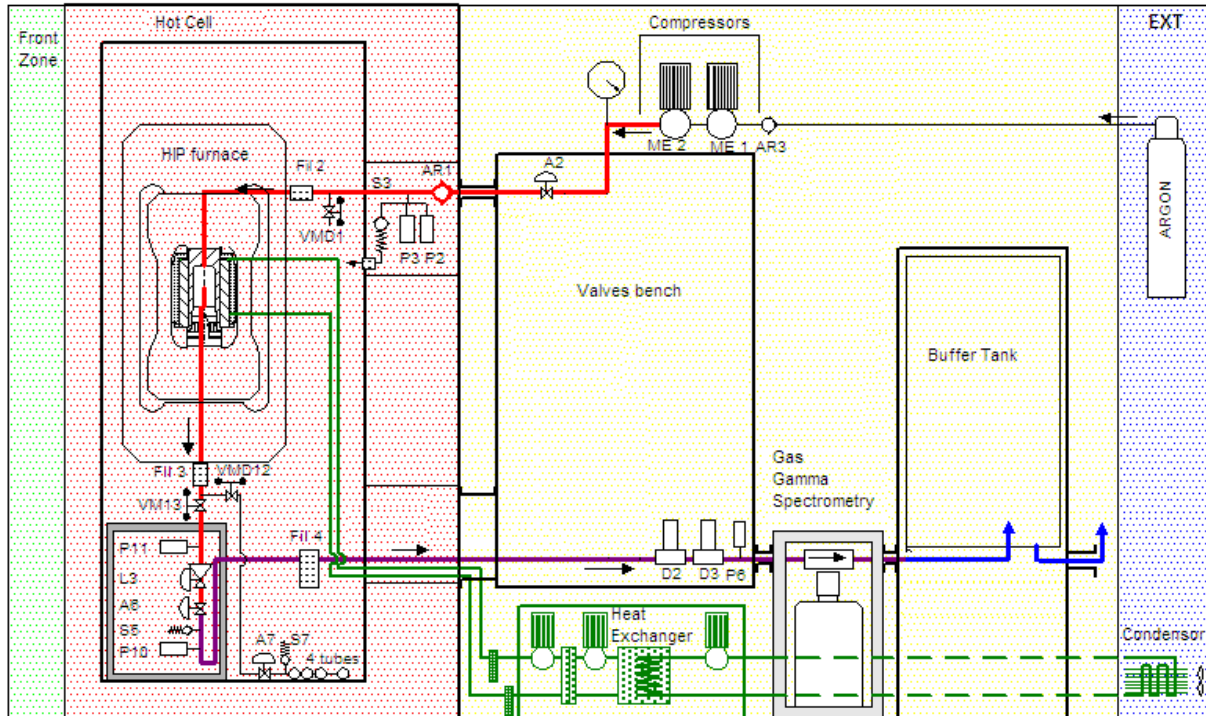 Hot Cell
Compressors
EXT
Front
Zone
ME 2
ME 1
AR3
HIP furnace
Fil 2
S3
AR1
A2
ARGON
VMD1
P3
P2
Valves bench
Buffer Tank
Gas
Gamma
Spectrometry
Fil 3
VMD12
VM13
Fil 4
P11
L3
A6
S5
P10
D2
D3
P6
A7
S7
4 tubes
Heat
Exchanger
Condensor